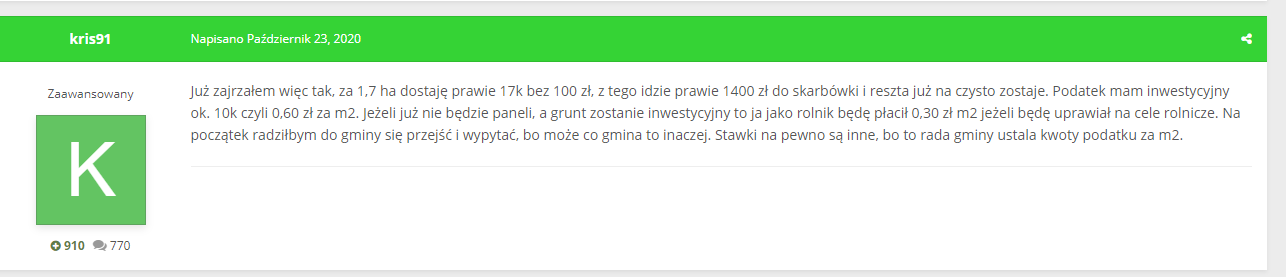 kris91
Napisano Październik 23, 2020
Zaawansowany
K
910 770
Już zajrzałem więc tak, za 1,7 ha dostaję prawie 17k bez 100 zł, z tego idzie prawie 1400 zł do skarbówki i reszta już na czysto zostaje. Podatek mam inwestycyjny
ok. 10k czyli 0,60 zł za m2. Jeżeli już nie będzie paneli, a grunt zostanie inwestycyjny to ja jako rolnik będę płacił 0,30 zł m2 jeżeli będę uprawiał na cele rolnicze. Na
początek radziłbym do gminy się przejść i wypytać, bo może co gmina to inaczej. Stawki na pewno są inne, bo to rada gminy ustala kwoty podatku za m2.